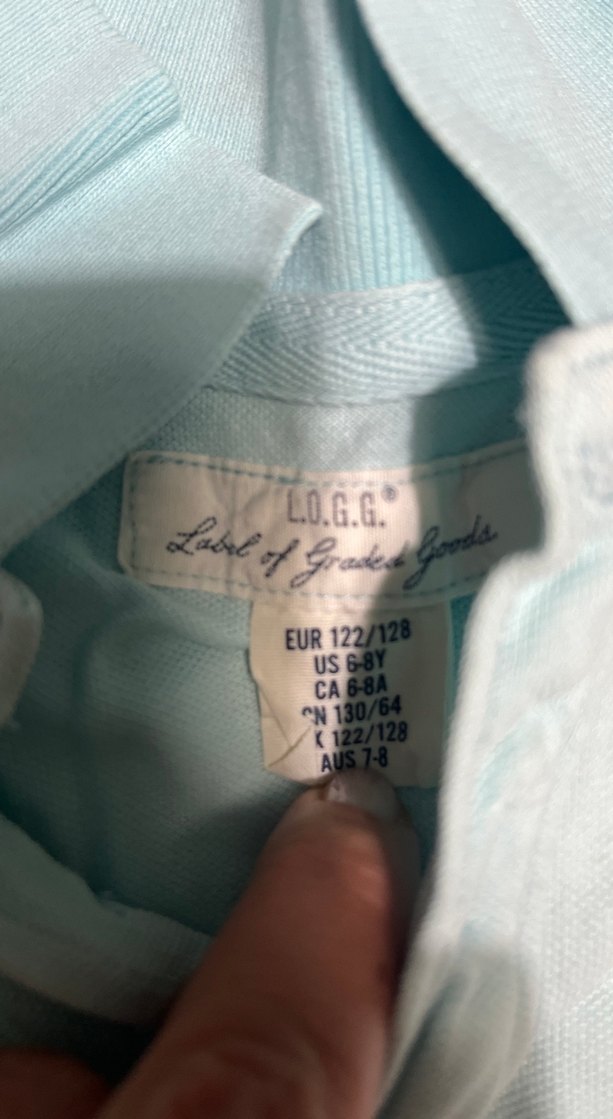 L.O.G.G.®
Label of Graded Goods
EUR 122/128
US 6-8Y
CA 6-8A
CN 130/64
K 122/128
AUS 7-8